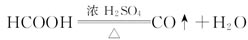 HCOOH =浓 H₂SO₄/△= CO↑+H₂O